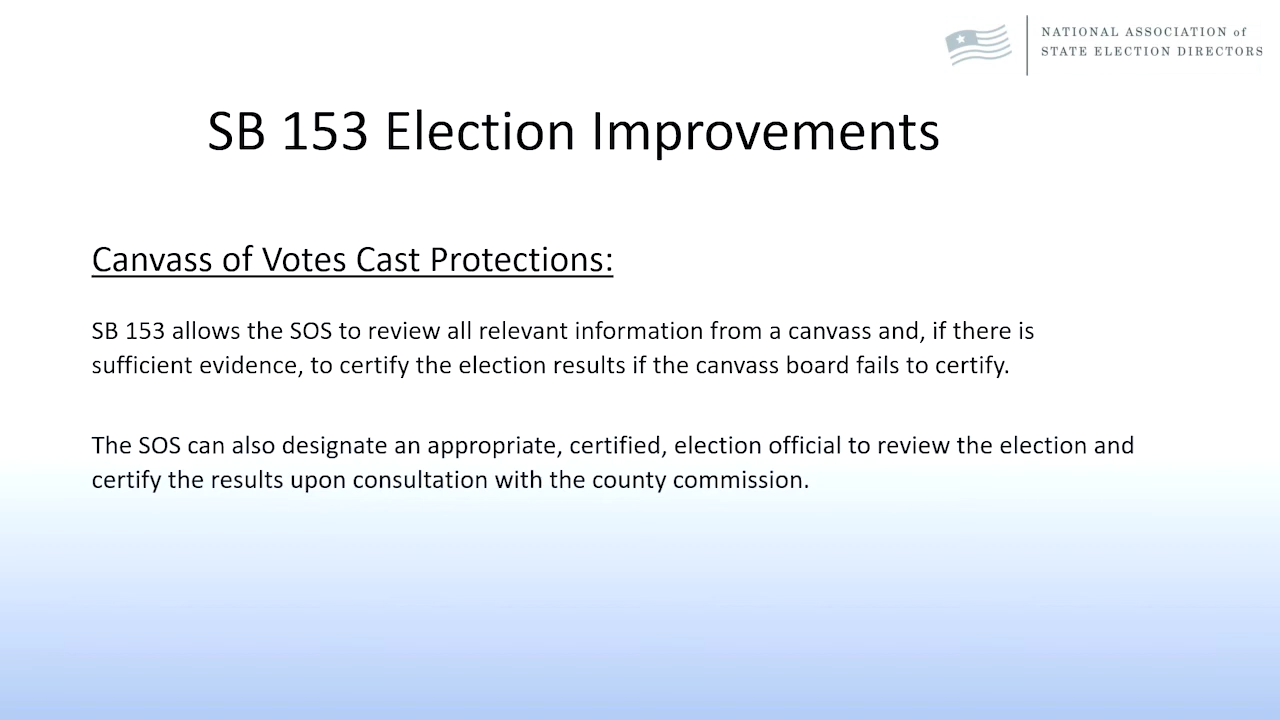 NATIONAL ASSOCIATION of
STATE ELECTION DIRECTORS
SB 153 Election Improvements
Canvass of Votes Cast Protections:
SB 153 allows the SOS to review all relevant information from a canvass and, if there is
sufficient evidence, to certify the election results if the canvass board fails to certify.
The SOS can also designate an appropriate, certified, election official to review the election and
certify the results upon consultation with the county commission.